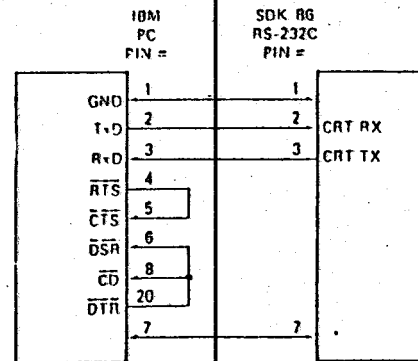 IBM
PC
PIN =
SDK RG
RS-232C
PIN =
GND 1 1
TxD 2 2 CRT RX
RxD 3 3 CRT TX
RTS 4
CTS 5
DSR 6
CD 8
DTR 20
7 7